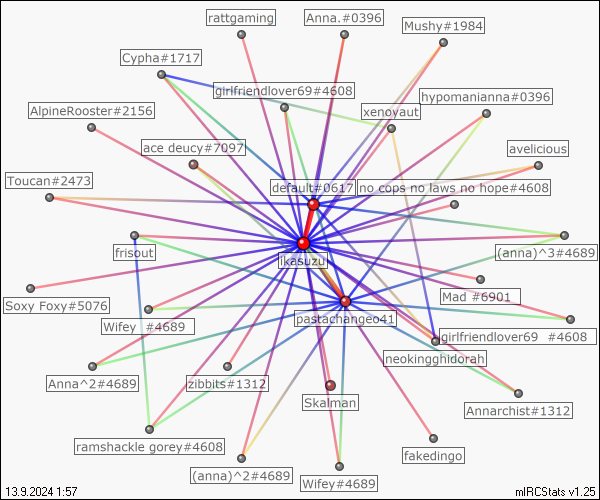 rattgaming
Anna.#0396
Mushy#1984
Cypha#1717
girlfriendlover69#4608
hypomanianna#0396
AlpineRooster#2156
xenoyaut
ace deucy#7097
avelicious
Toucan#2473
default#0617
no cops no laws no hope#4608
frisout
ikasuzu
(anna)^3#4689
Soxy Foxy#5076
Mad #6901
Wifey #4689
pastachangeo41
girlfriendlover69 #4608
neokingghidorah
Anna^2#4689
zibbits#1312
Skalman
Annarchist#1312
ramshackle gorey#4608
fakedingo
(anna)^2#4689
Wifey#4689
13.9.2024 1:57
mIRCStats v1.25